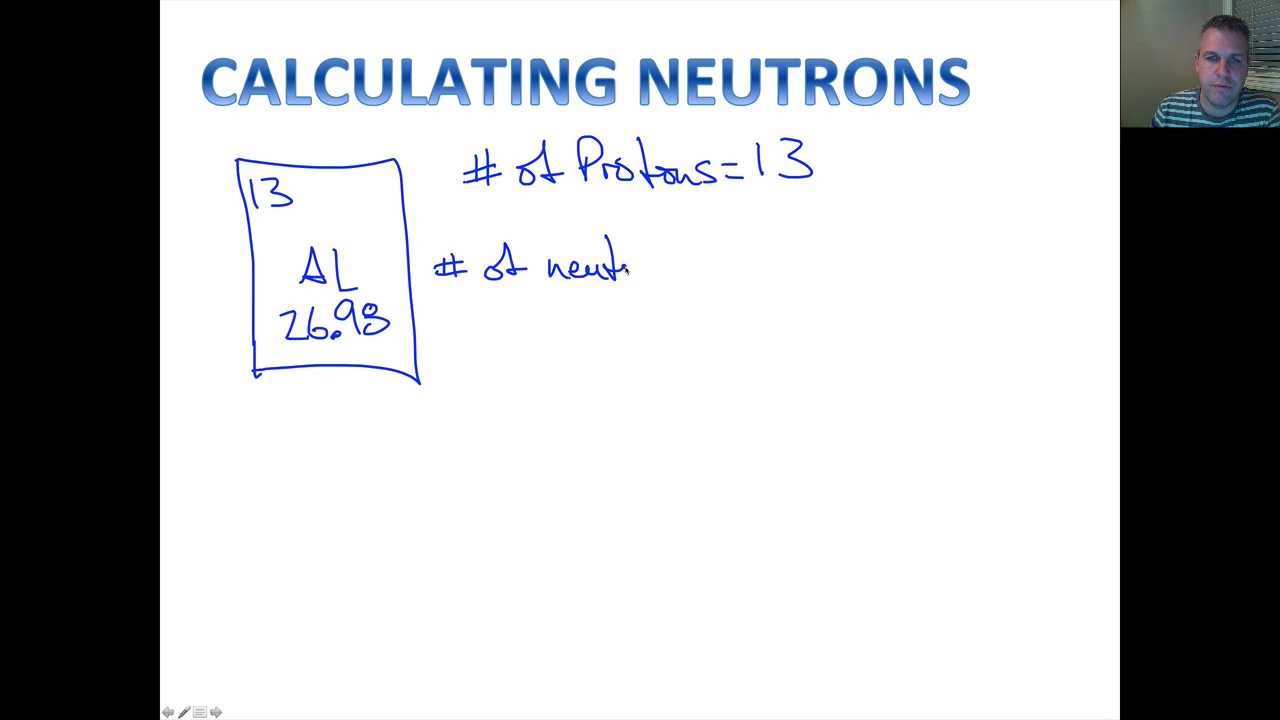 CALCULATING NEUTRONS
# of Protons = 13
13
AL
26.98
# of neut